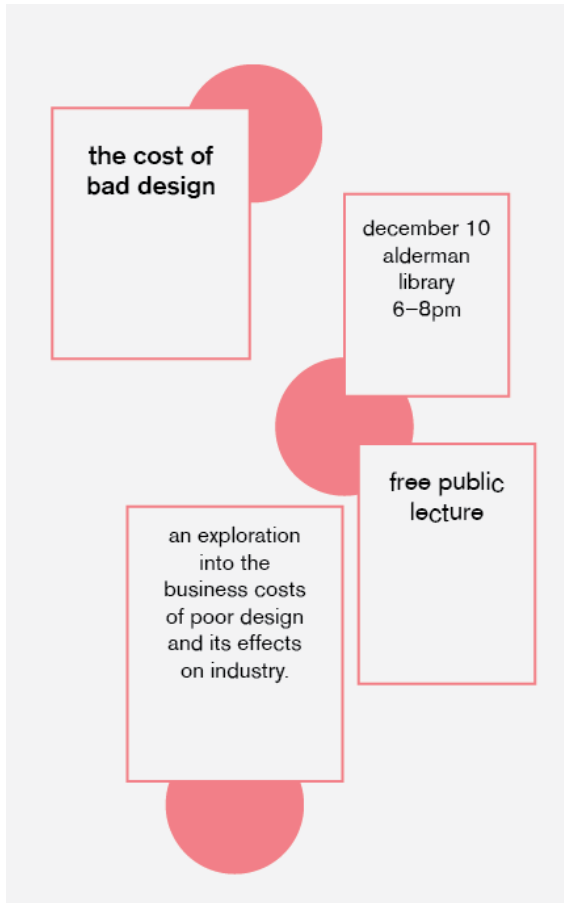 the cost of
bad design
december 10
alderman
library
6–8pm
free public
lecture
an exploration
into the
business costs
of poor design
and its effects
on industry.